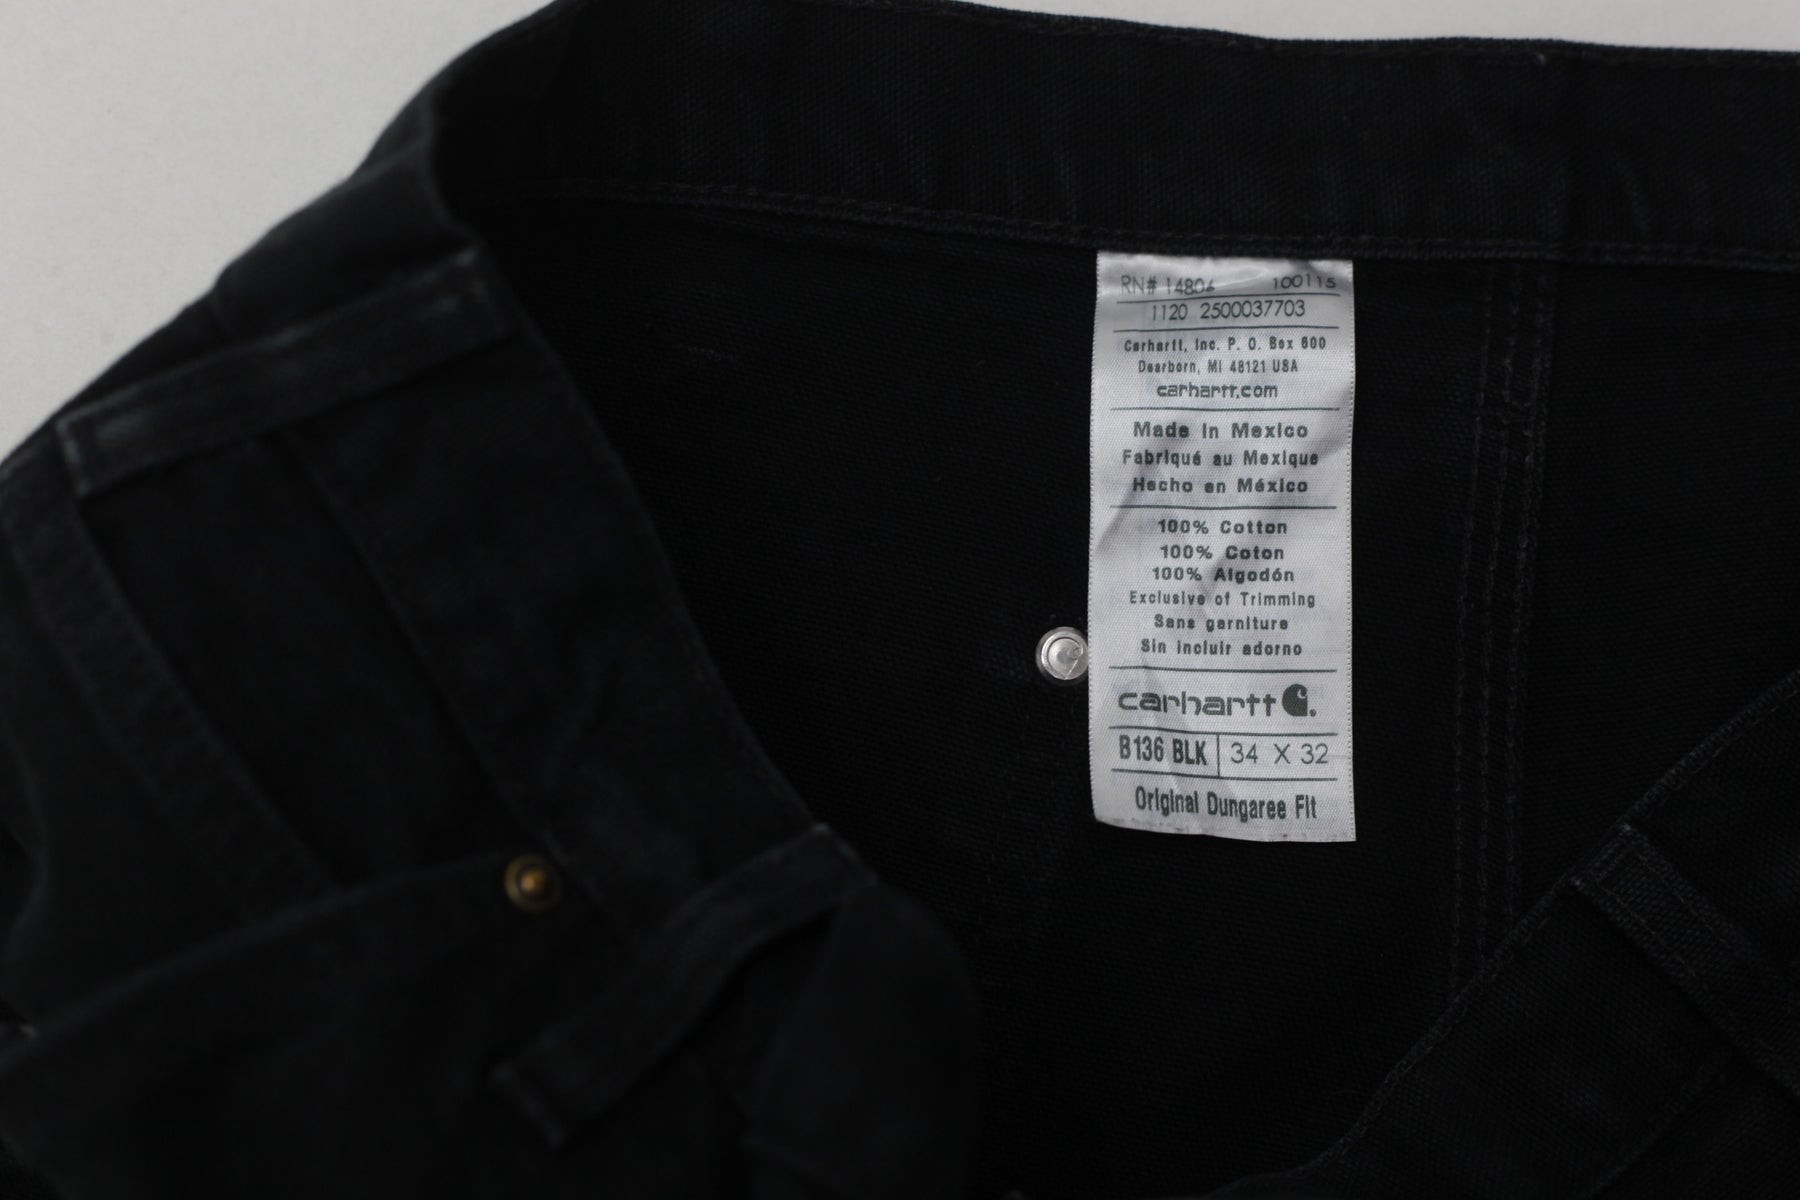 RN# 14806 100115
1120 2500037703
Carhartt, Inc. P. O. Box 600
Dearborn, MI 48121 USA
carhartt.com
Made in Mexico
Fabriqué au Mexique
Hecho en México
100% Cotton
100% Coton
100% Algodón
Exclusive of Trimming
Sans garniture
Sin incluir adorno
carhartt
B136 BLK 34 X 32
Original Dungaree Fit